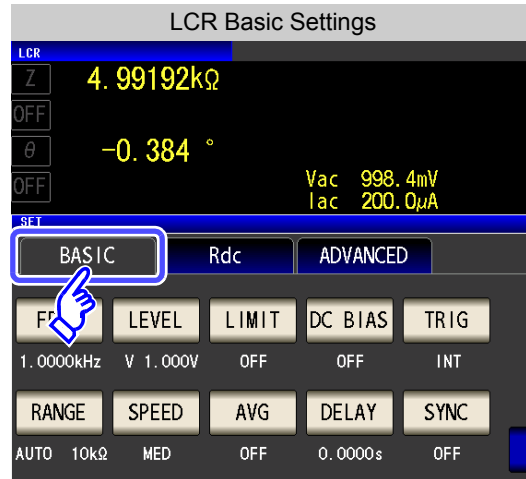 LCR Basic Settings
LCR
Z 4.99192kΩ
OFF
θ -0.384 °
OFF Vac 998.4mV
Iac 200.0μA
SET
BASIC Rdc ADVANCED
LEVEL LIMIT DC BIAS TRIG
1.0000kHz V 1.000V OFF OFF INT
RANGE SPEED AVG DELAY SYNC
AUTO 10kΩ MED OFF 0.0000s OFF